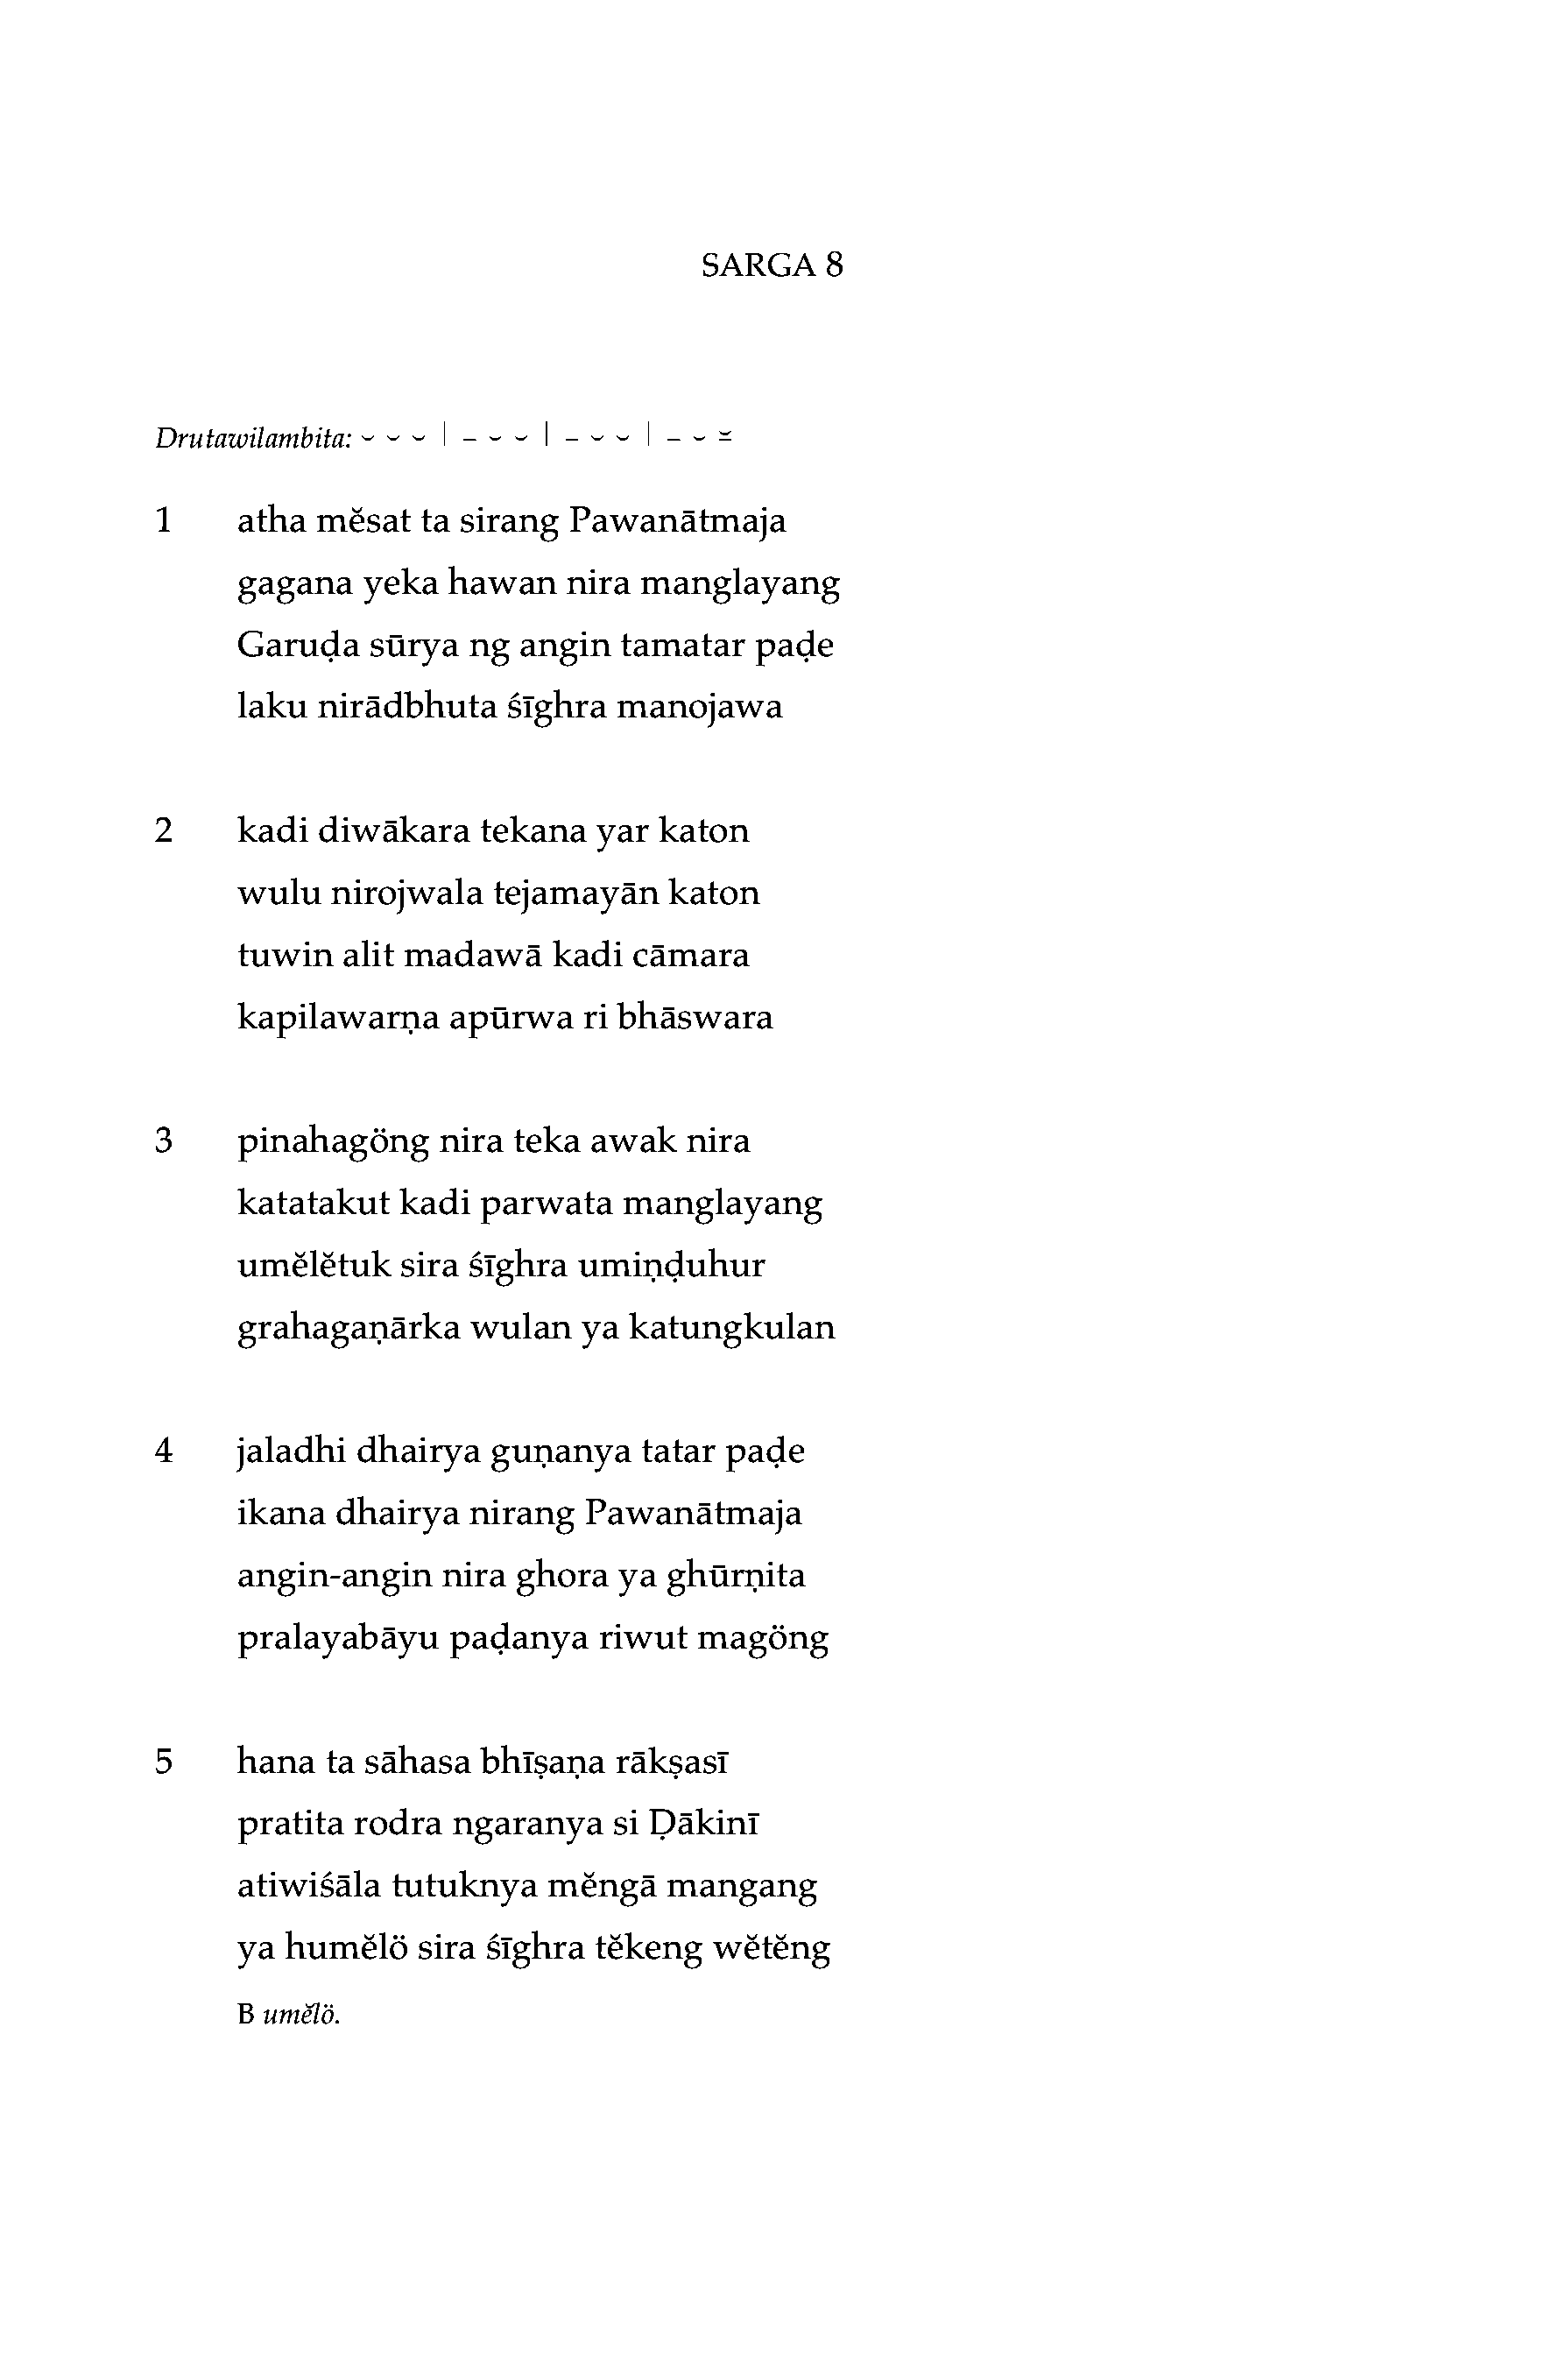 SARGA 8
Drutawilambita: ⏑ ⏑ ⏑ | – ⏑ ⏑ | – ⏑ ⏑ | – ⏑ ⏓
1 atha mĕsat ta sirang Pawanātmaja
gagana yeka hawan nira manglayang
Garuḍa sūrya ng angin tamatar paḍe
laku nirādbhuta śīghra manojawa
2 kadi diwākara tekana yar katon
wulu nirojwala tejamayān katon
tuwin alit madawā kadi cāmara
kapilawarṇa apūrwa ri bhāswara
3 pinahagöng nira teka awak nira
katatakut kadi parwata manglayang
umĕlĕtuk sira śīghra umiṇḍuhur
grahagaṇārka wulan ya katungkulan
4 jaladhi dhairya guṇanya tatar paḍe
ikana dhairya nirang Pawanātmaja
angin-angin nira ghora ya ghūrṇita
pralayabāyu paḍanya riwut magöng
5 hana ta sāhasa bhīṣaṇa rākṣasī
pratita rodra ngaranya si Ḍākinī
atiwiśāla tutuknya mĕngā mangang
ya humĕlö sira śīghra tĕkeng wĕtĕng
B umĕlö.